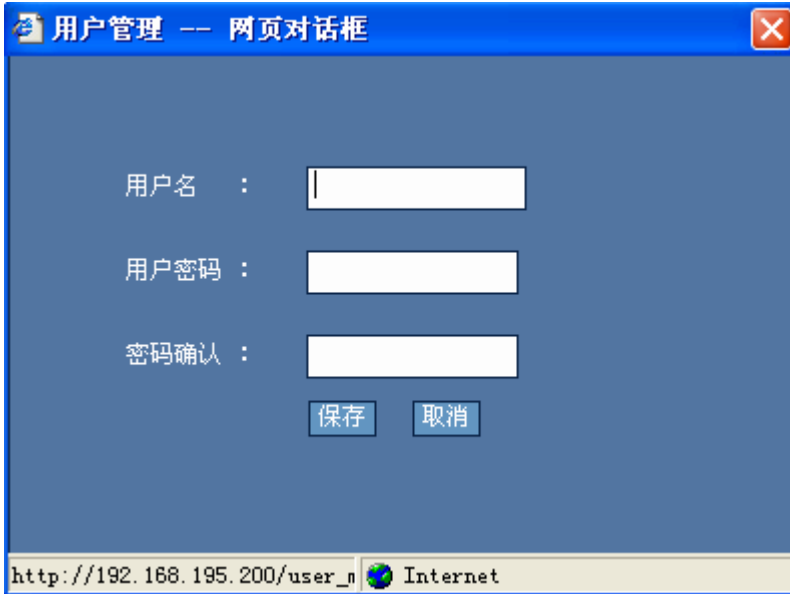 用户管理 -- 网页对话框
用户名 :
用户密码 :
密码确认 :
保存 取消
http://192.168.195.200/user_m Internet